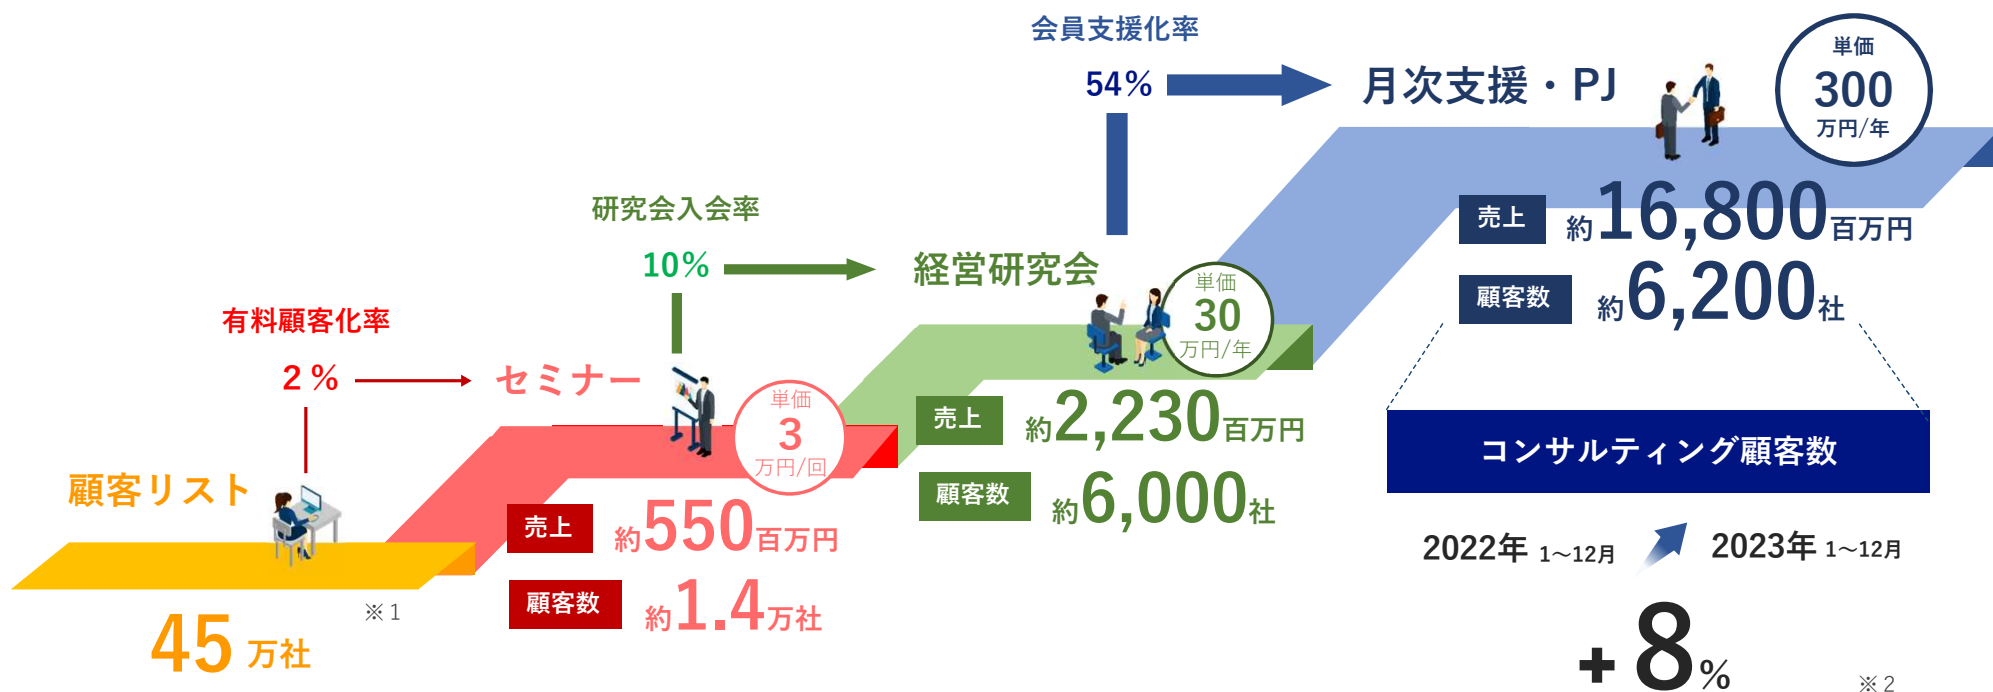 顧客リスト
45 万社
※1
有料顧客化率
2%
セミナー
単価
3
万円/回
売上 約550百万円
顧客数 約1.4万社
研究会入会率
10%
経営研究会
単価
30
万円/年
売上 約2,230百万円
顧客数 約6,000社
会員支援化率
54%
月次支援・PJ
単価
300
万円/年
売上 約16,800百万円
顧客数 約6,200社
コンサルティング顧客数
2022年 1～12月 2023年 1～12月
+8%
※2